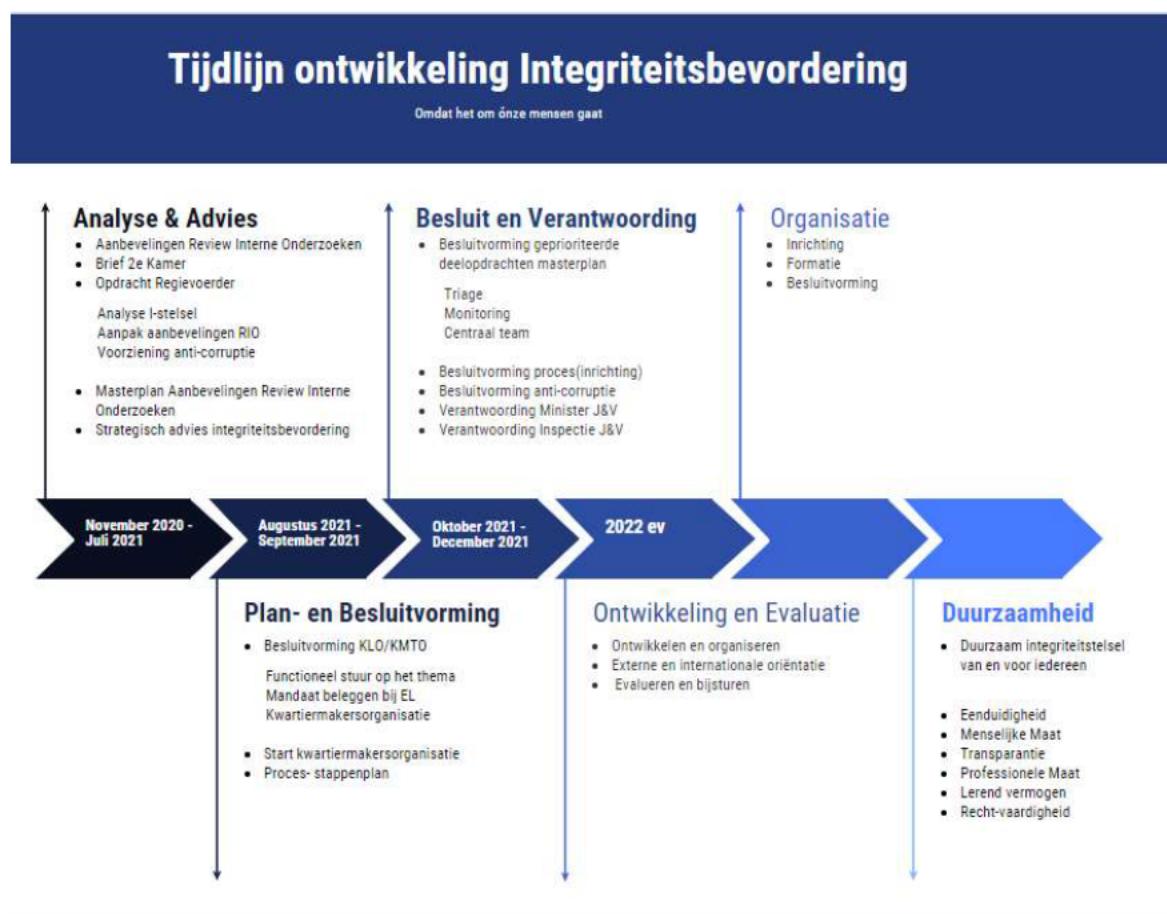 Tijdlijn ontwikkeling Integriteitsbevordering
Omdat het om ónze mensen gaat
Analyse & Advies
• Aanbevelingen Review Interne Onderzoeken
• Brief 2e Kamer
• Opdracht Regievoerder
Analyse I-stelsel
Aanpak aanbevelingen RIO
Voorziening anti-corruptie
• Masterplan Aanbevelingen Review Interne
Onderzoeken
• Strategisch advies integriteitsbevordering
Besluit en Verantwoording
• Besluitvorming geprioriteerde
deelopdrachten masterplan
Triage
Monitoring
Centraal team
• Besluitvorming proces(inrichting)
• Besluitvorming anti-corruptie
• Verantwoording Minister J&V
• Verantwoording Inspectie J&V
Organisatie
• Inrichting
• Formatie
• Besluitvorming
November 2020 -
Juli 2021
Augustus 2021 -
September 2021
Oktober 2021 -
December 2021
2022 ev
Plan- en Besluitvorming
• Besluitvorming KLO/KMTO
Functioneel stuur op het thema
Mandaat beleggen bij EL
Kwartiermakersorganisatie
• Start kwartiermakersorganisatie
• Proces- stappenplan
Ontwikkeling en Evaluatie
• Ontwikkelen en organiseren
• Externe en internationale oriëntatie
• Evalueren en bijsturen
Duurzaamheid
• Duurzaam integriteitstelsel
van en voor iedereen
• Eenduidigheid
• Menselijke Maat
• Transparantie
• Professionele Maat
• Lerend vermogen
• Recht-vaardigheid